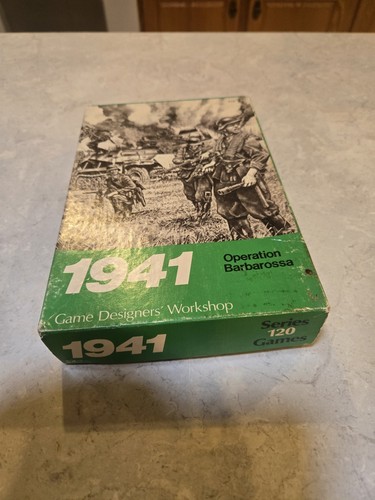 1941
Operation
Barbarossa
Game Designers' Workshop
1941
Series
120
Games